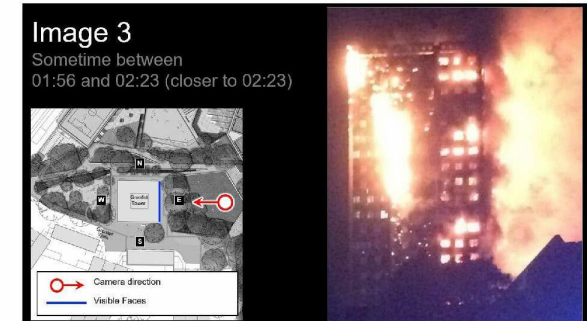 Image 3
Sometime between
01:56 and 02:23 (closer to 02:23)
N
Grenfell
Tower
W
E
S
Camera direction
Visible Faces